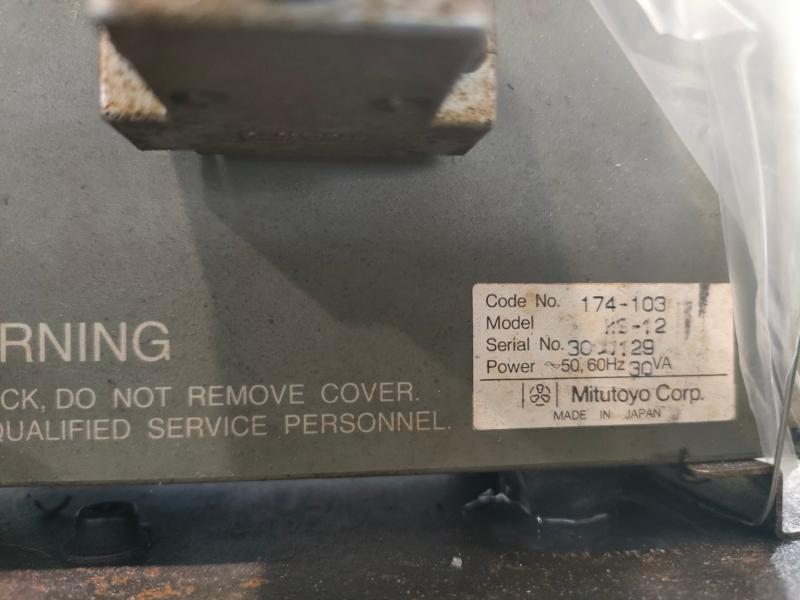 RNING
CK, DO NOT REMOVE COVER.
QUALIFIED SERVICE PERSONNEL.
Code No. 174-103
Model -12
Serial No.
Power ~50,60Hz 30VA
Mitutoyo Corp.
MADE IN JAPAN